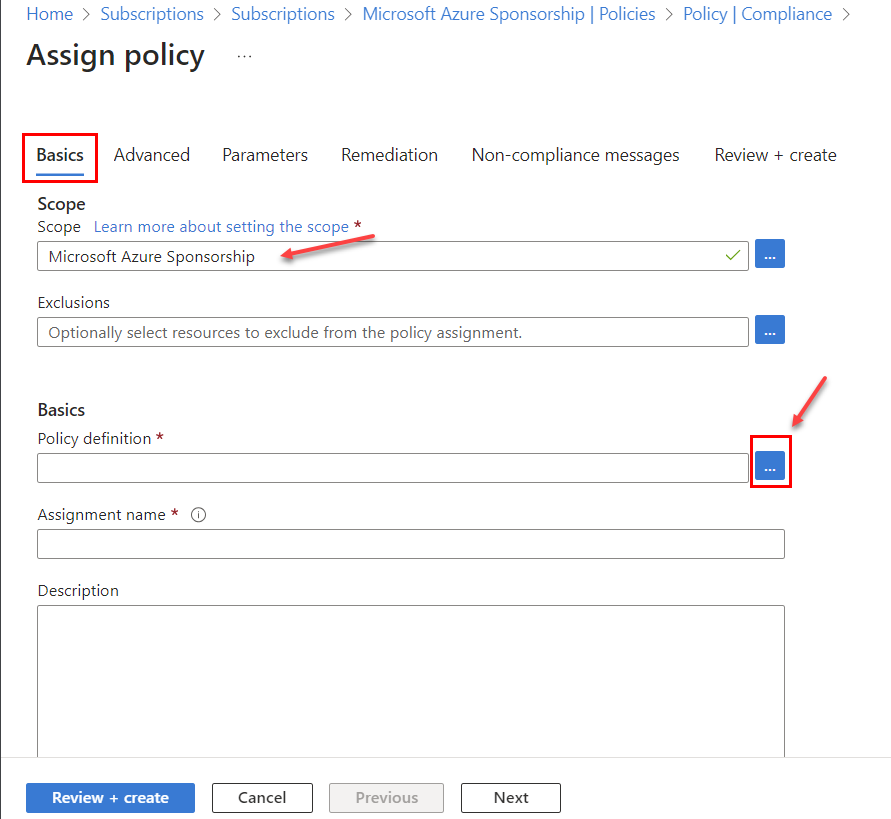 Home > Subscriptions > Subscriptions > Microsoft Azure Sponsorship | Policies > Policy | Compliance >
Assign policy ...
Basics Advanced Parameters Remediation Non-compliance messages Review + create
Scope
Scope Learn more about setting the scope *
Microsoft Azure Sponsorship ...
Exclusions
Optionally select resources to exclude from the policy assignment. ...
Basics
Policy definition *
...
Assignment name *
Description
Review + create Cancel Previous Next